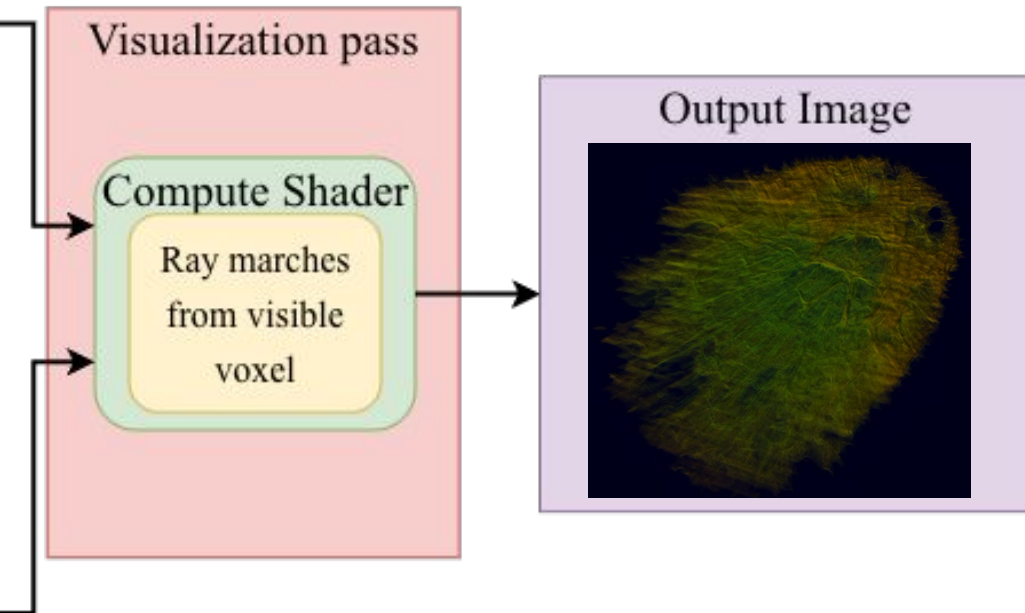 Visualization pass
Compute Shader
Ray marches
from visible
voxel
Output Image